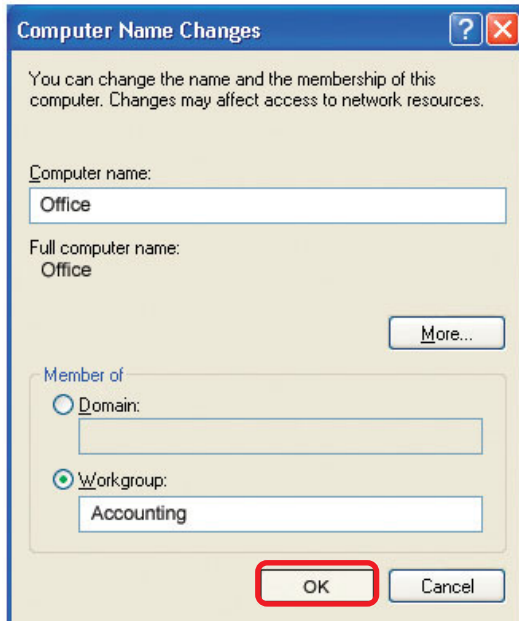 Computer Name Changes
?
You can change the name and the membership of this
computer. Changes may affect access to network resources.
Computer name:
Office
Full computer name:
Office
More...
Member of
Domain:
Workgroup:
Accounting
OK Cancel